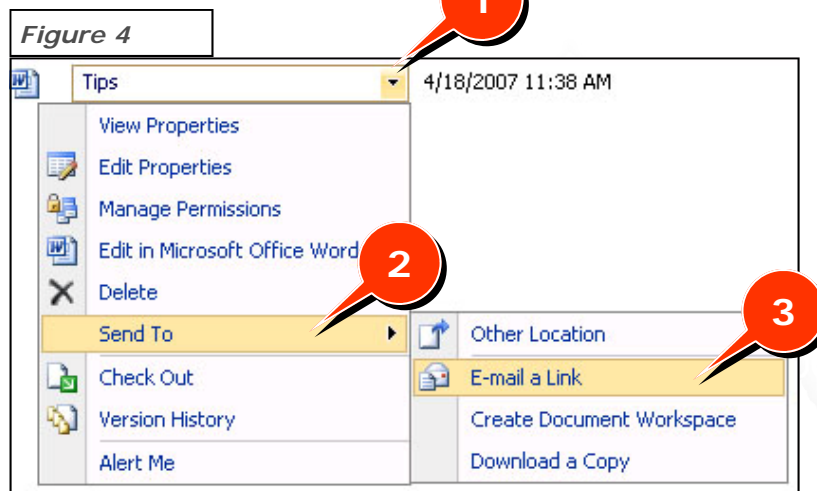 1
Figure 4
Tips 4/18/2007 11:38 AM
View Properties
Edit Properties
Manage Permissions
Edit in Microsoft Office Word
2
Delete
Send To
3
Other Location
Check Out
E-mail a Link
Version History
Create Document Workspace
Alert Me
Download a Copy